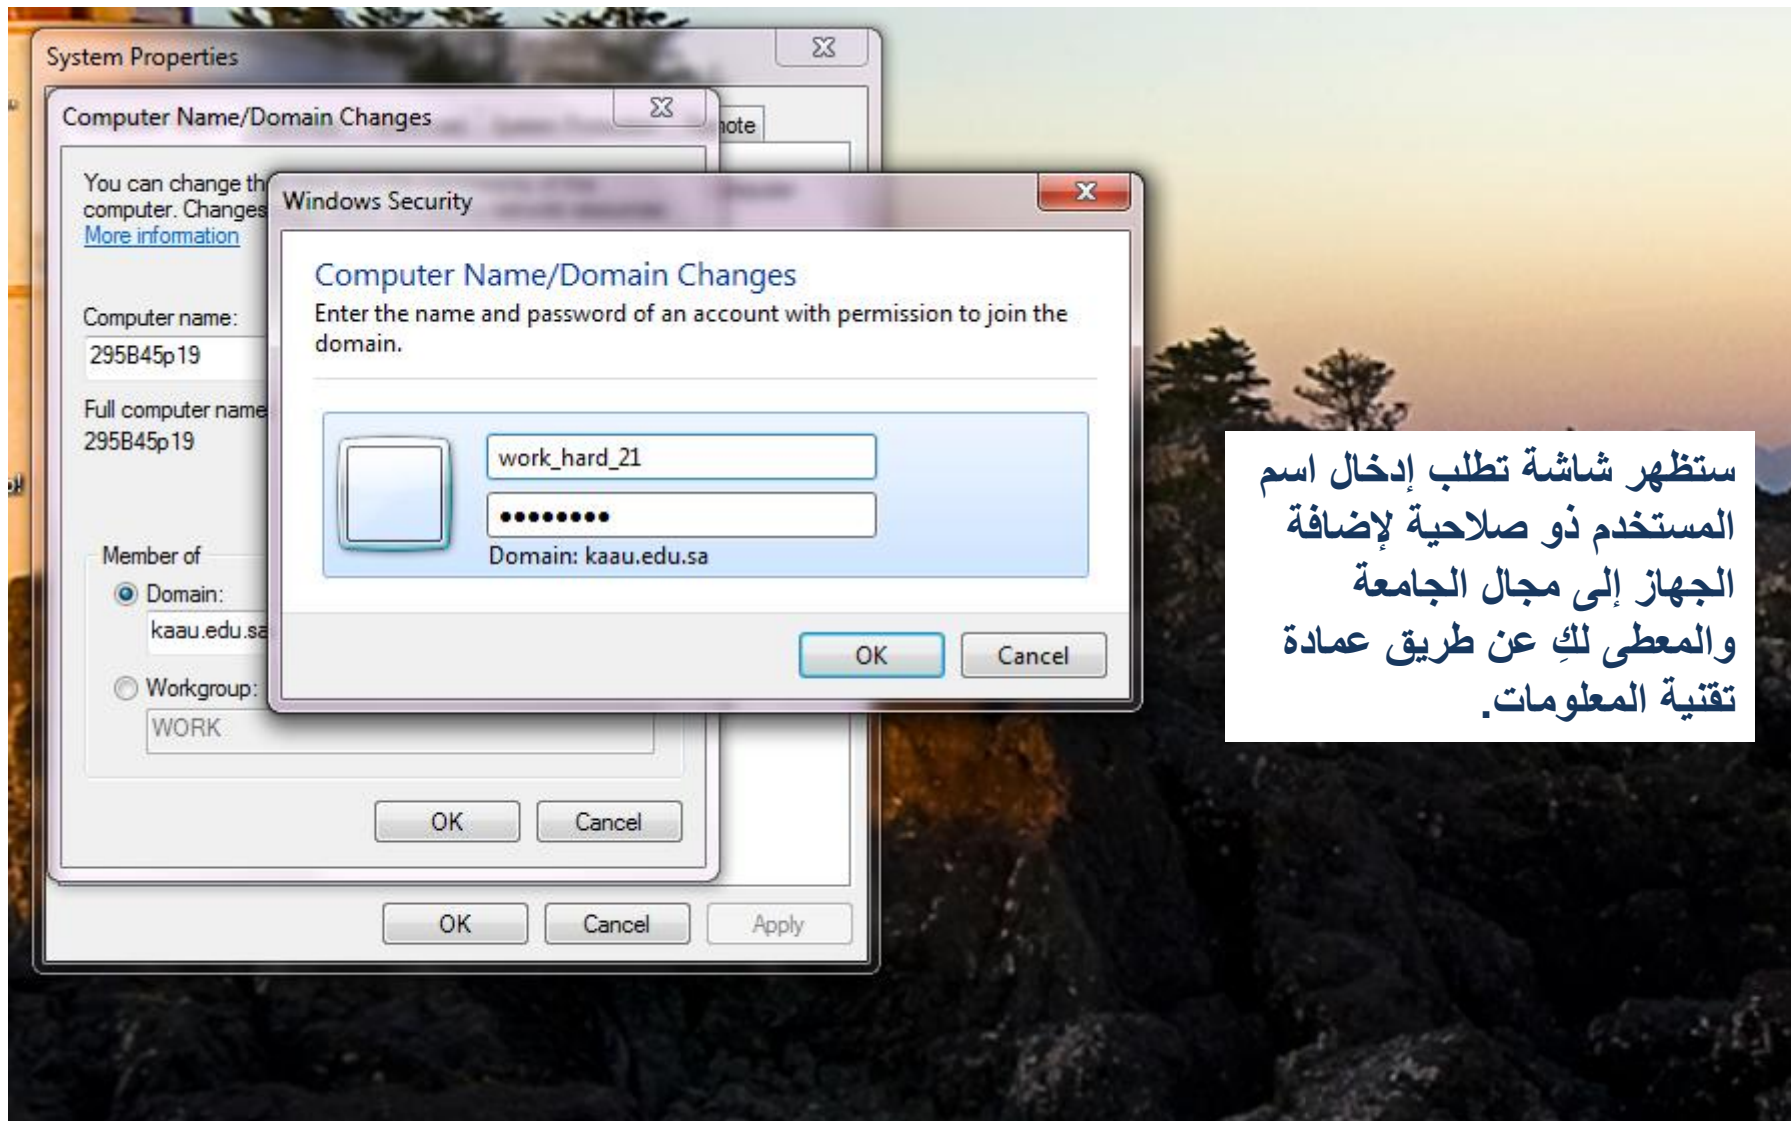 System Properties
Computer Name/Domain Changes
You can change th
computer. Changes
More information
Computer name:
295B45p19
Full computer name
295B45p19
Member of
Domain:
kaau.edu.sa
Workgroup:
WORK
OK Cancel
OK Cancel Apply
Windows Security
Computer Name/Domain Changes
Enter the name and password of an account with permission to join the
domain.
work_hard_21
●●●●●●●●
Domain: kaau.edu.sa
OK Cancel
ستظهر شاشة تطلب إدخال اسم
المستخدم ذو صلاحية لإضافة
الجهاز إلى مجال الجامعة
والمعطى لكِ عن طريق عمادة
تقنية المعلومات.